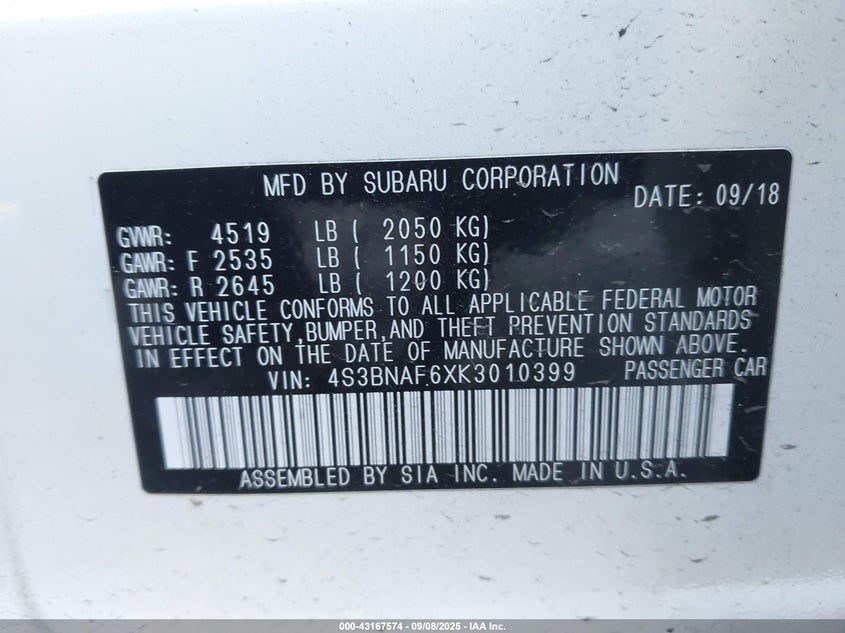 MFD BY SUBARU CORPORATION
DATE: 09/18
GVWR: 4519 LB ( 2050 KG)
GAWR: F 2535 LB ( 1150 KG)
GAWR: R 2645 LB ( 1200 KG)
THIS VEHICLE CONFORMS TO ALL APPLICABLE FEDERAL MOTOR
VEHICLE SAFETY,BUMPER,AND THEFT PREVENTION STANDARDS
IN EFFECT ON THE DATE OF MANUFACTURE SHOWN ABOVE.
VIN: 4S3BNAF6XK3010399 PASSENGER CAR
ASSEMBLED BY SIA INC. MADE IN U.S.A.
000-43167574 - 09/08/2025 - IAA Inc.